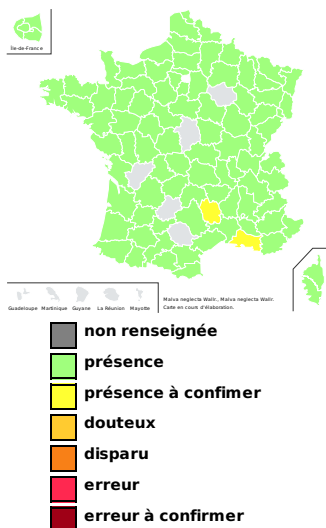 Île-de-France
Guadeloupe Martinique Guyane La Réunion Mayotte
Malva neglecta Wallr., Malva neglecta Wallr.
Carte en cours d'élaboration.
non renseignée
présence
présence à confimer
douteux
disparu
erreur
erreur à confirmer